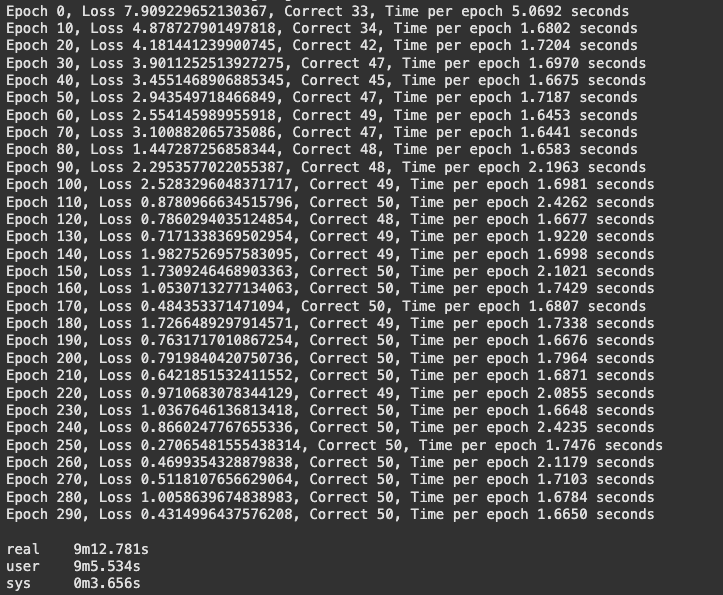 Epoch 0, Loss 7.909229652130367, Correct 33, Time per epoch 5.0692 seconds
Epoch 10, Loss 4.878727901497818, Correct 34, Time per epoch 1.6802 seconds
Epoch 20, Loss 4.181441239900745, Correct 42, Time per epoch 1.7204 seconds
Epoch 30, Loss 3.9011252513927275, Correct 47, Time per epoch 1.6970 seconds
Epoch 40, Loss 3.4551468906885345, Correct 45, Time per epoch 1.6675 seconds
Epoch 50, Loss 2.943549718466849, Correct 47, Time per epoch 1.7187 seconds
Epoch 60, Loss 2.554145989955918, Correct 49, Time per epoch 1.6453 seconds
Epoch 70, Loss 3.100882065735086, Correct 47, Time per epoch 1.6441 seconds
Epoch 80, Loss 1.447287256858344, Correct 48, Time per epoch 1.6583 seconds
Epoch 90, Loss 2.2953577022055387, Correct 48, Time per epoch 2.1963 seconds
Epoch 100, Loss 2.5283296048371717, Correct 49, Time per epoch 1.6981 seconds
Epoch 110, Loss 0.8780966634515796, Correct 50, Time per epoch 2.4262 seconds
Epoch 120, Loss 0.7860294035124854, Correct 48, Time per epoch 1.6677 seconds
Epoch 130, Loss 0.7171338369502954, Correct 49, Time per epoch 1.9220 seconds
Epoch 140, Loss 1.9827526957583095, Correct 49, Time per epoch 1.6998 seconds
Epoch 150, Loss 1.7309246468903363, Correct 50, Time per epoch 2.1021 seconds
Epoch 160, Loss 1.0530713277134063, Correct 50, Time per epoch 1.7429 seconds
Epoch 170, Loss 0.484353371471094, Correct 50, Time per epoch 1.6807 seconds
Epoch 180, Loss 1.7266489297914571, Correct 49, Time per epoch 1.7338 seconds
Epoch 190, Loss 0.7631717010867254, Correct 50, Time per epoch 1.6676 seconds
Epoch 200, Loss 0.7919840420750736, Correct 50, Time per epoch 1.7964 seconds
Epoch 210, Loss 0.6421851532411552, Correct 50, Time per epoch 1.6871 seconds
Epoch 220, Loss 0.9710683078344129, Correct 49, Time per epoch 2.0855 seconds
Epoch 230, Loss 1.0367646136813418, Correct 50, Time per epoch 1.6648 seconds
Epoch 240, Loss 0.8660247767655336, Correct 50, Time per epoch 2.4235 seconds
Epoch 250, Loss 0.27065481555438314, Correct 50, Time per epoch 1.7476 seconds
Epoch 260, Loss 0.4699354328879838, Correct 50, Time per epoch 2.1179 seconds
Epoch 270, Loss 0.5118107656629064, Correct 50, Time per epoch 1.7103 seconds
Epoch 280, Loss 1.0058639674838983, Correct 50, Time per epoch 1.6784 seconds
Epoch 290, Loss 0.4314996437576208, Correct 50, Time per epoch 1.6650 seconds
real 9m12.781s
user 9m5.534s
sys 0m3.656s